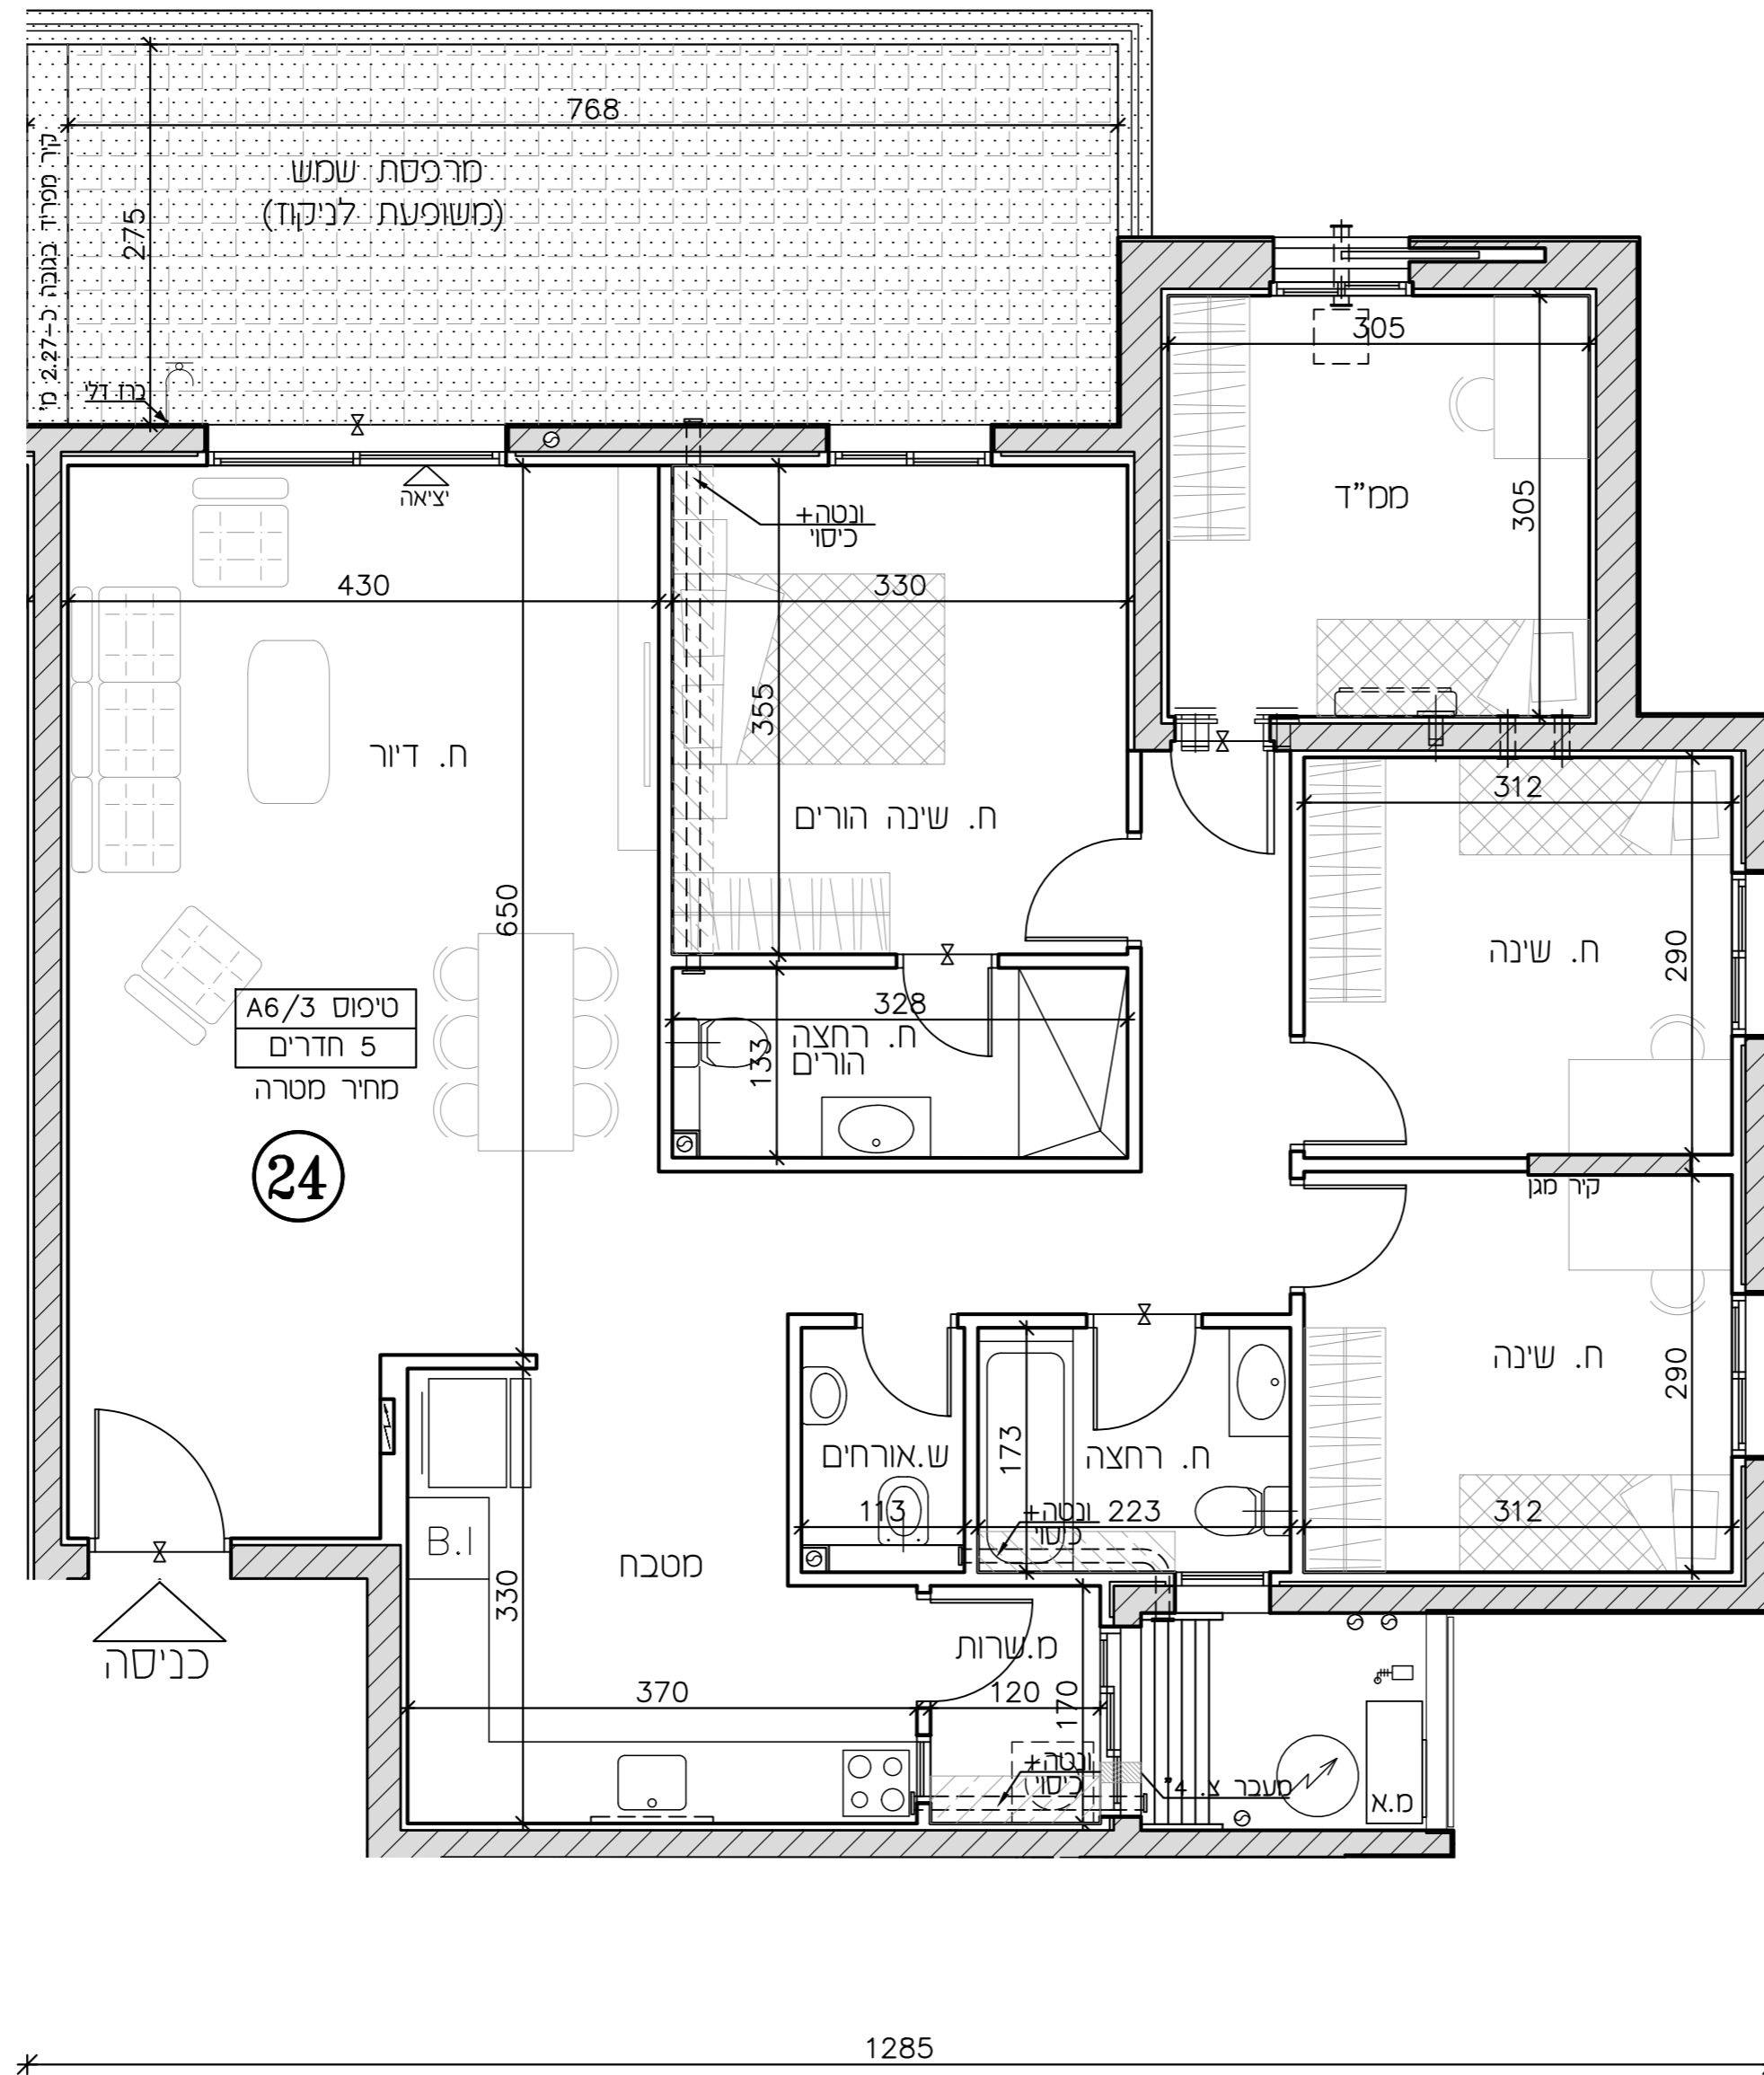 768
מרפסת שמש
(משופעת לניקוז)
275
קיר מפריד בגובה כ-2.27 מ'
ברז דלי
305
ממ"ד
305
יציאה
ונטה+
כיסוי
430
330
355
ח. דיור
ח. שינה הורים
650
312
ח. שינה
290
328
ח. רחצה
הורים
133
טיפוס A6/3
5 חדרים
מחיר מטרה
24
קיר מגן
ח. שינה
290
312
ש.אורחים
113
ח. רחצה
173
223
ונטה+
כיסוי
B.I
מטבח
330
כניסה
מ.שרות
370
120
170
ונטה+
כיסוי
מעבר צ. 4"
מ.א
1285